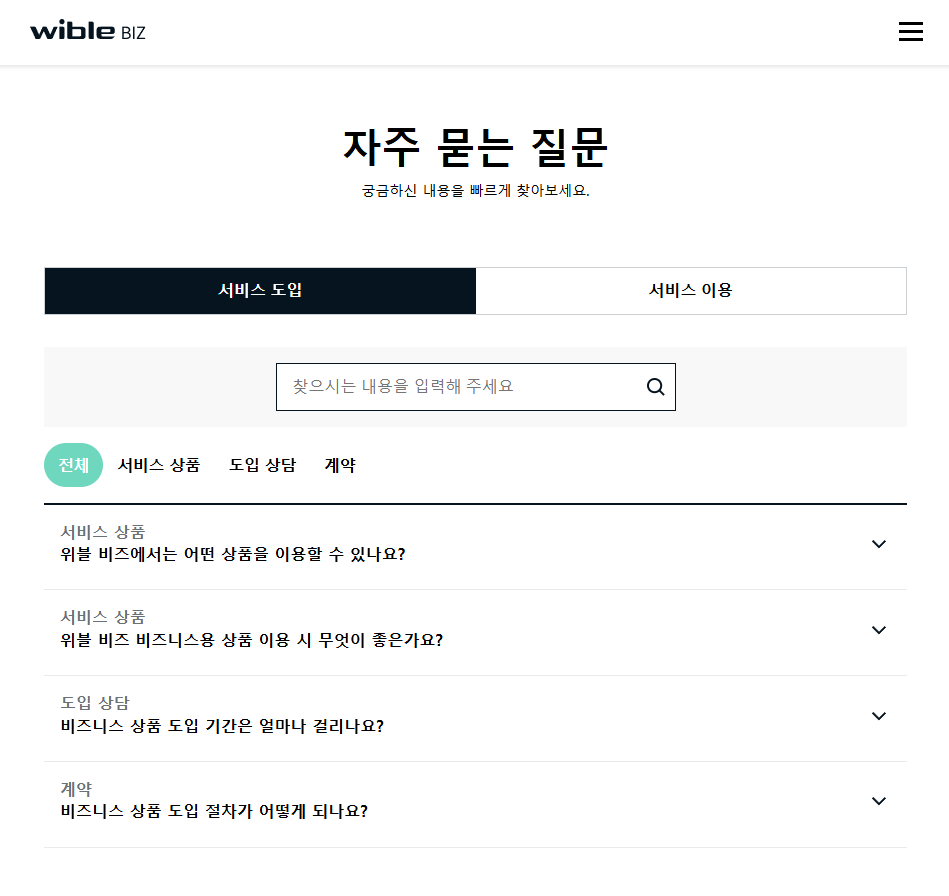 wible BIZ
자주 묻는 질문
궁금하신 내용을 빠르게 찾아보세요.
서비스 도입 서비스 이용
찾으시는 내용을 입력해 주세요
전체 서비스 상품 도입 상담 계약
서비스 상품
위블 비즈에서는 어떤 상품을 이용할 수 있나요?
서비스 상품
위블 비즈 비즈니스용 상품 이용 시 무엇이 좋은가요?
도입 상담
비즈니스 상품 도입 기간은 얼마나 걸리나요?
계약
비즈니스 상품 도입 절차가 어떻게 되나요?